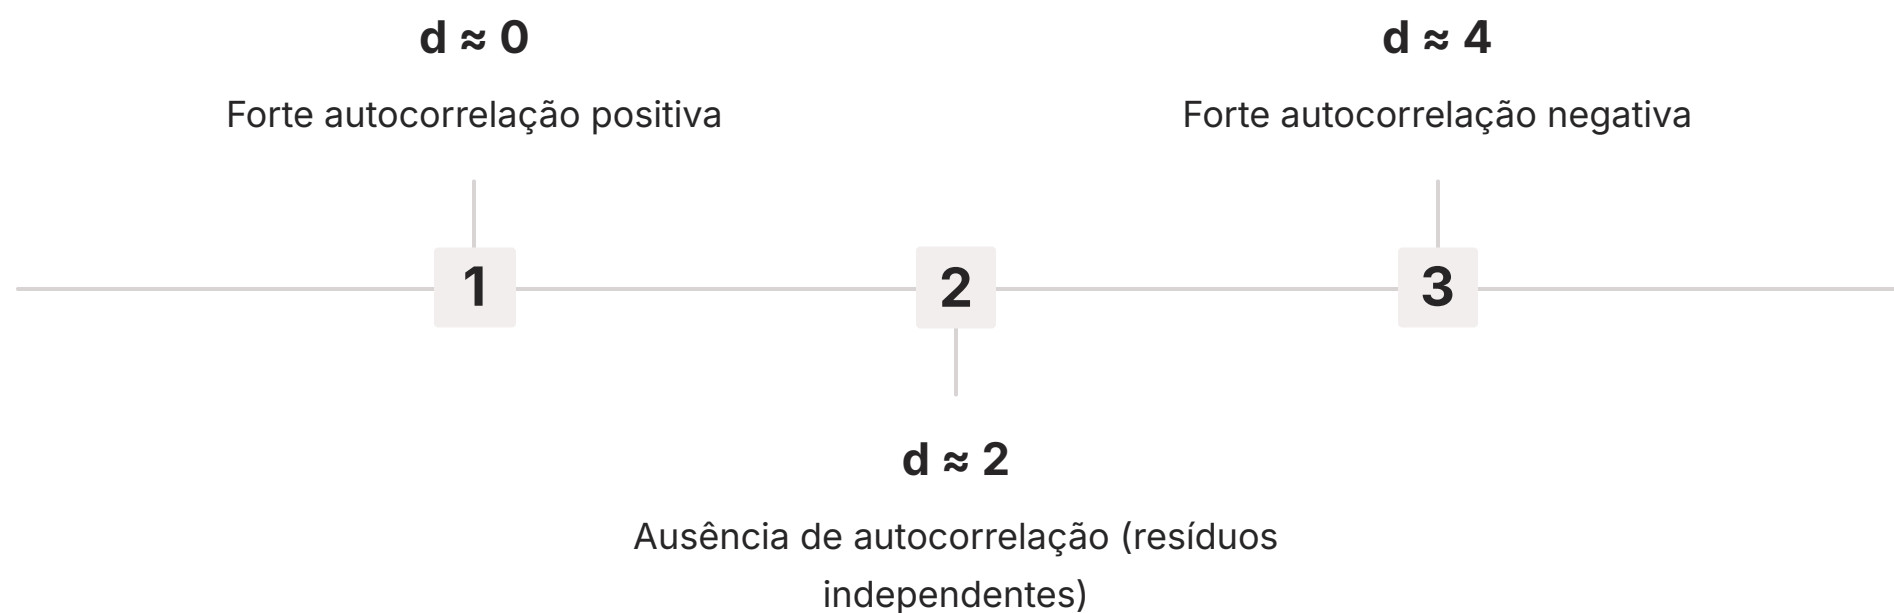 d ≈ 0
Forte autocorrelação positiva
d ≈ 4
Forte autocorrelação negativa
1
2
3
d ≈ 2
Ausência de autocorrelação (resíduos
independentes)